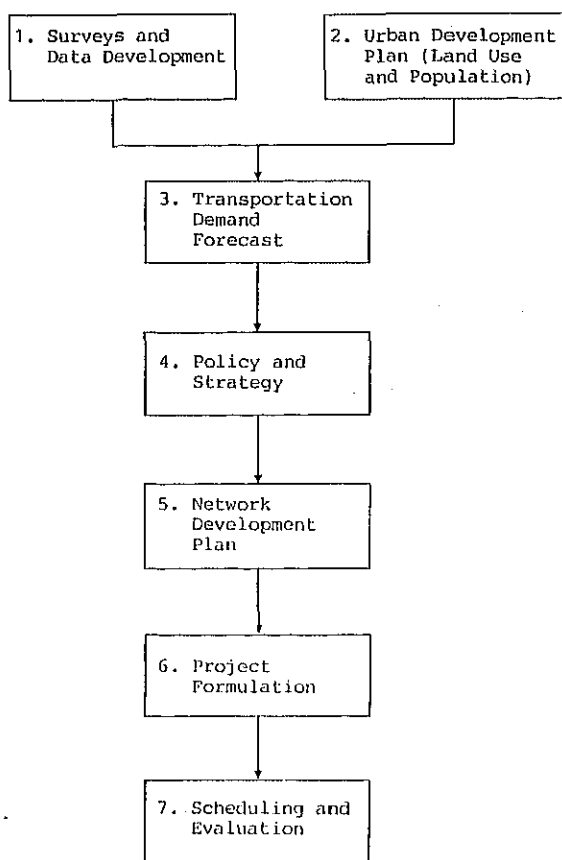 1. Surveys and
Data Development
2. Urban Development
Plan (Land Use
and Population)
3. Transportation
Demand
Forecast
4. Policy and
Strategy
5. Network
Development
Plan
6. Project
Formulation
7. Scheduling and
Evaluation